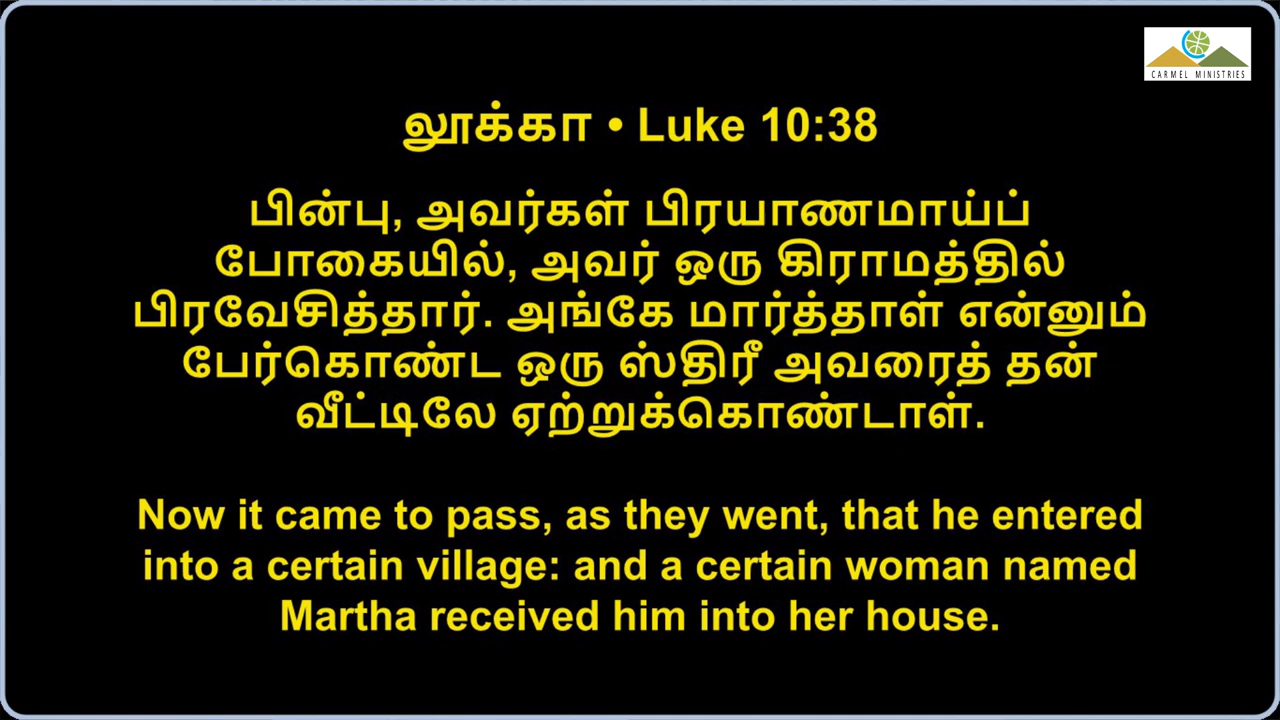 CARMEL MINISTRIES
லூக்கா • Luke 10:38
பின்பு, அவர்கள் பிரயாணமாய்ப்
போகையில், அவர் ஒரு கிராமத்தில்
பிரவேசித்தார். அங்கே மார்த்தாள் என்னும்
பேர்கொண்ட ஒரு ஸ்திரீ அவரைத் தன்
வீட்டிலே ஏற்றுக்கொண்டாள்.
Now it came to pass, as they went, that he entered
into a certain village: and a certain woman named
Martha received him into her house.